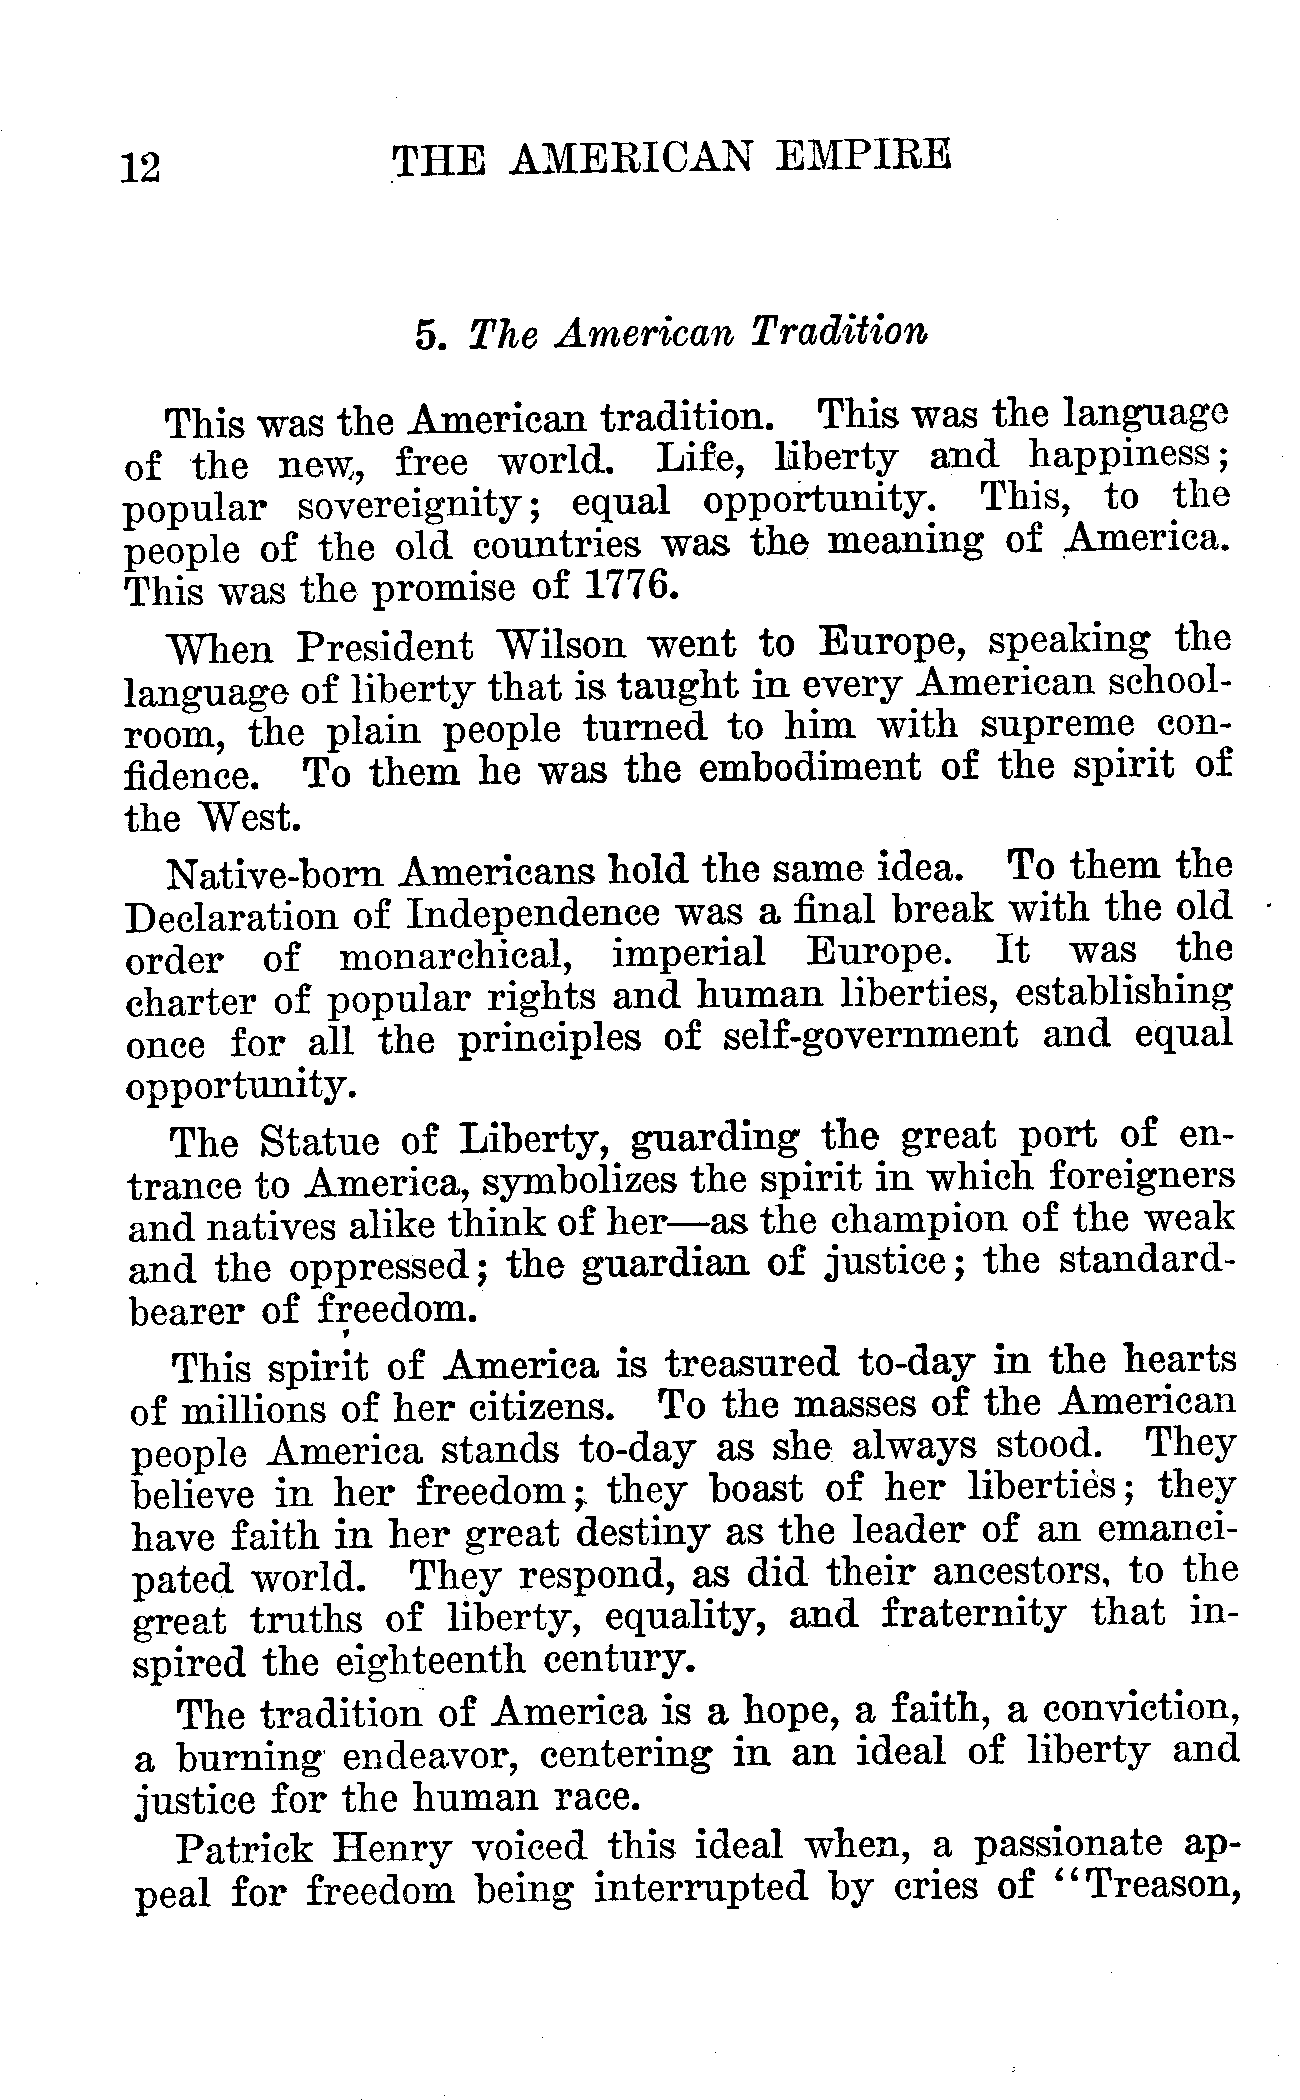 12 THE AMERICAN EMPIRE
5. The American Tradition
This was the American tradition. This was the language
of the new, free world. Life, liberty and happiness;
popular sovereignity; equal opportunity. This, to the
people of the old countries was the meaning of America.
This was the promise of 1776.
When President Wilson went to Europe, speaking the
language of liberty that is taught in every American school-
room, the plain people turned to him with supreme con-
fidence. To them he was the embodiment of the spirit of
the West.
Native-born Americans hold the same idea. To them the
Declaration of Independence was a final break with the old
order of monarchical, imperial Europe. It was the
charter of popular rights and human liberties, establishing
once for all the principles of self-government and equal
opportunity.
The Statue of Liberty, guarding the great port of en-
trance to America, symbolizes the spirit in which foreigners
and natives alike think of her—as the champion of the weak
and the oppressed; the guardian of justice; the standard-
bearer of freedom.
This spirit of America is treasured to-day in the hearts
of millions of her citizens. To the masses of the American
people America stands to-day as she always stood. They
believe in her freedom; they boast of her liberties; they
have faith in her great destiny as the leader of an emanci-
pated world. They respond, as did their ancestors, to the
great truths of liberty, equality, and fraternity that in-
spired the eighteenth century.
The tradition of America is a hope, a faith, a conviction,
a burning endeavor, centering in an ideal of liberty and
justice for the human race.
Patrick Henry voiced this ideal when, a passionate ap-
peal for freedom being interrupted by cries of "Treason,